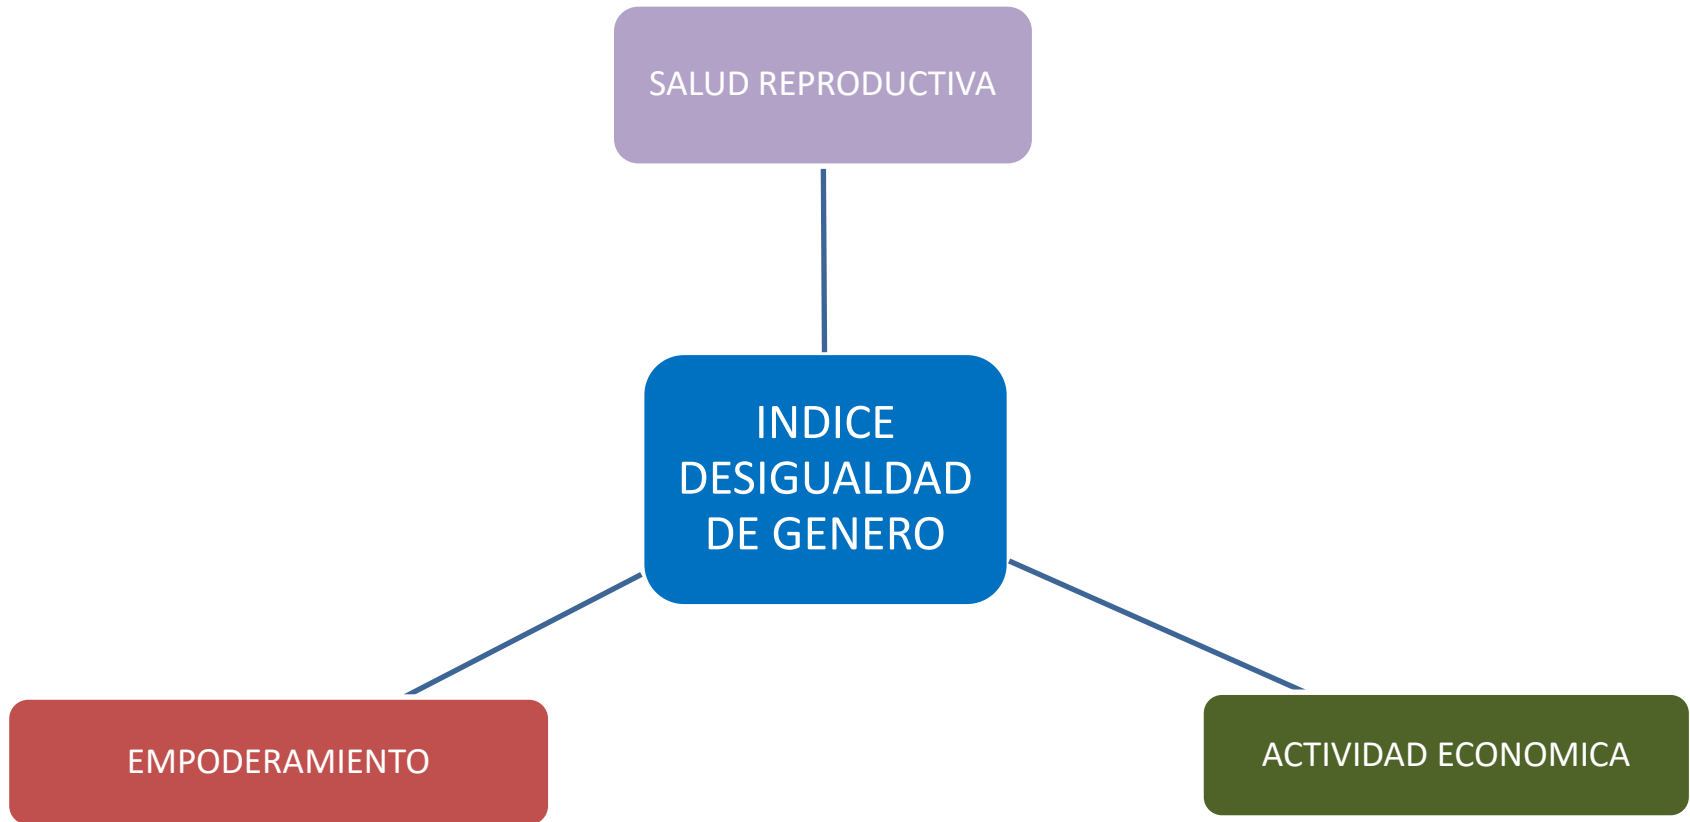 SALUD REPRODUCTIVA
INDICE
DESIGUALDAD
DE GENERO
EMPODERAMIENTO
ACTIVIDAD ECONOMICA